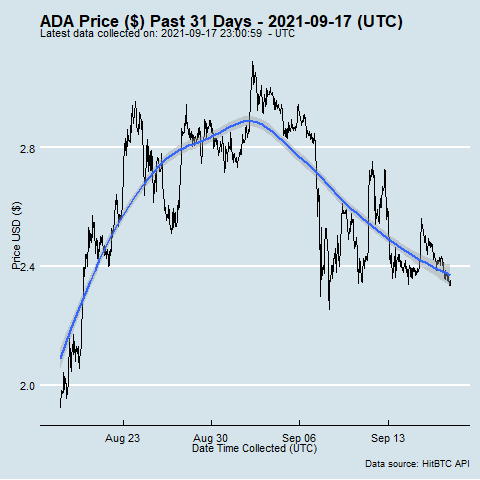 ADA Price ($) Past 31 Days - 2021-09-17 (UTC)
Latest data collected on: 2021-09-17 23:00:59  - UTC
Price USD ($)
2.8
2.4
2.0
Aug 23
Aug 30
Sep 06
Sep 13
Date Time Collected (UTC)
Data source: HitBTC API